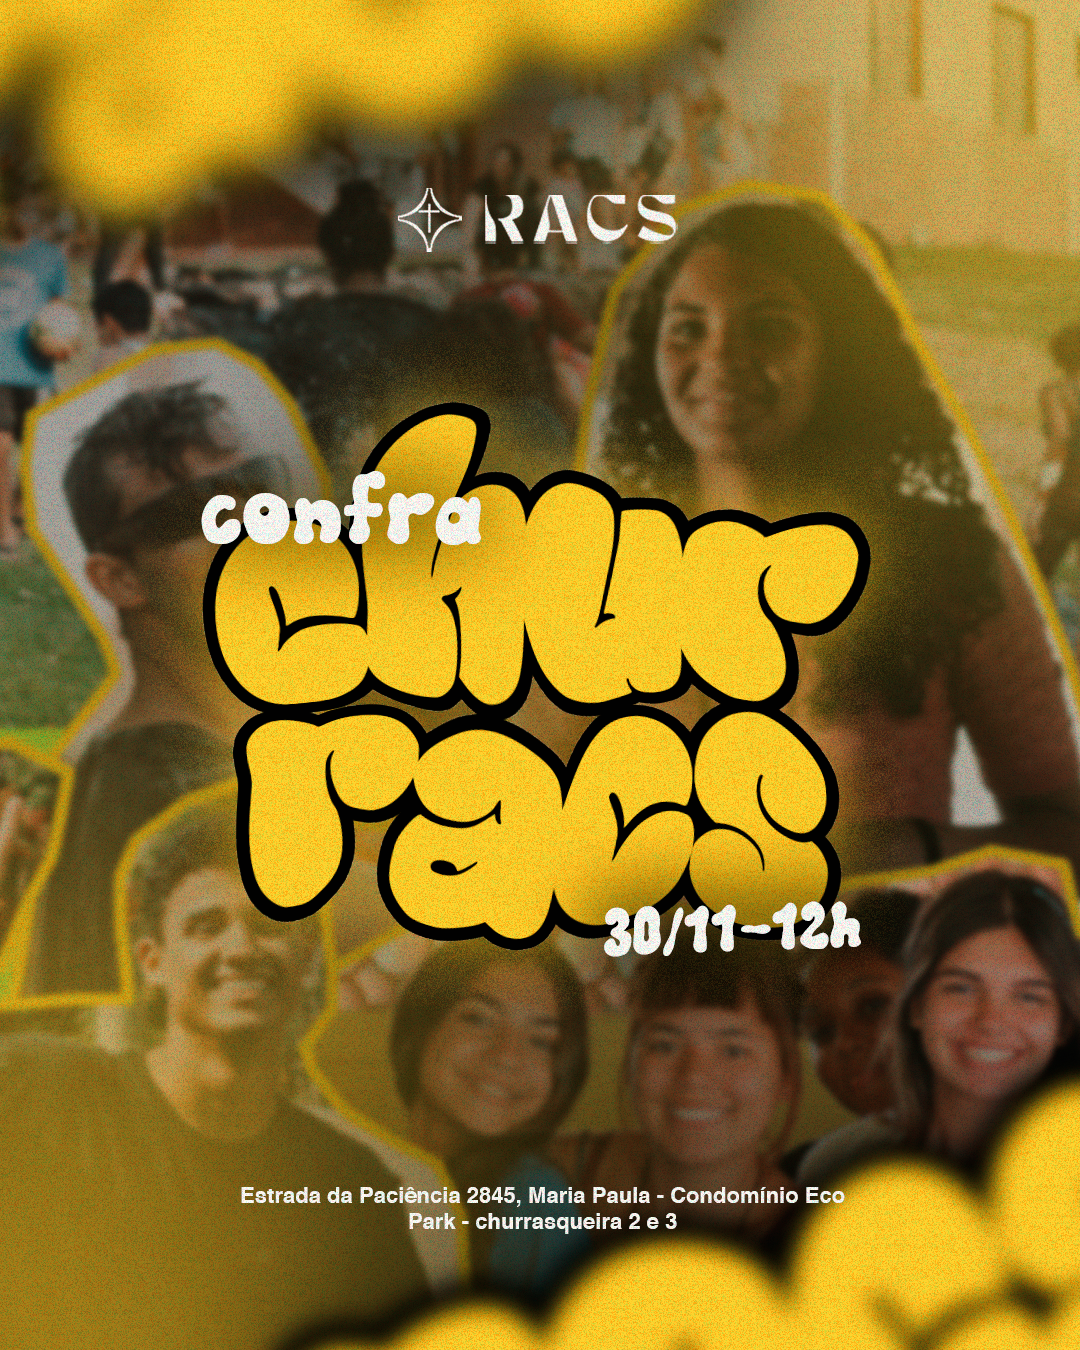 RACS
confra
chur
racs
30/11-12h
Estrada da Paciência 2845, Maria Paula - Condomínio Eco
Park - churrasqueira 2 e 3